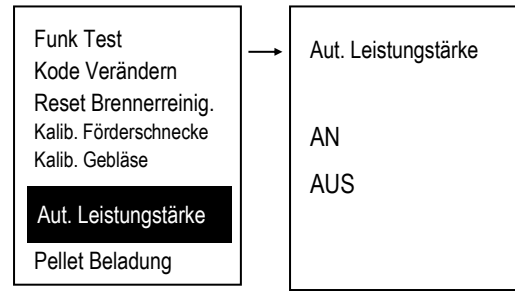 Funk Test
Kode Verändern
Reset Brennerreinig.
Kalib. Förderschnecke
Kalib. Gebläse
Aut. Leistungstärke
Pellet Beladung
Aut. Leistungstärke
AN
AUS